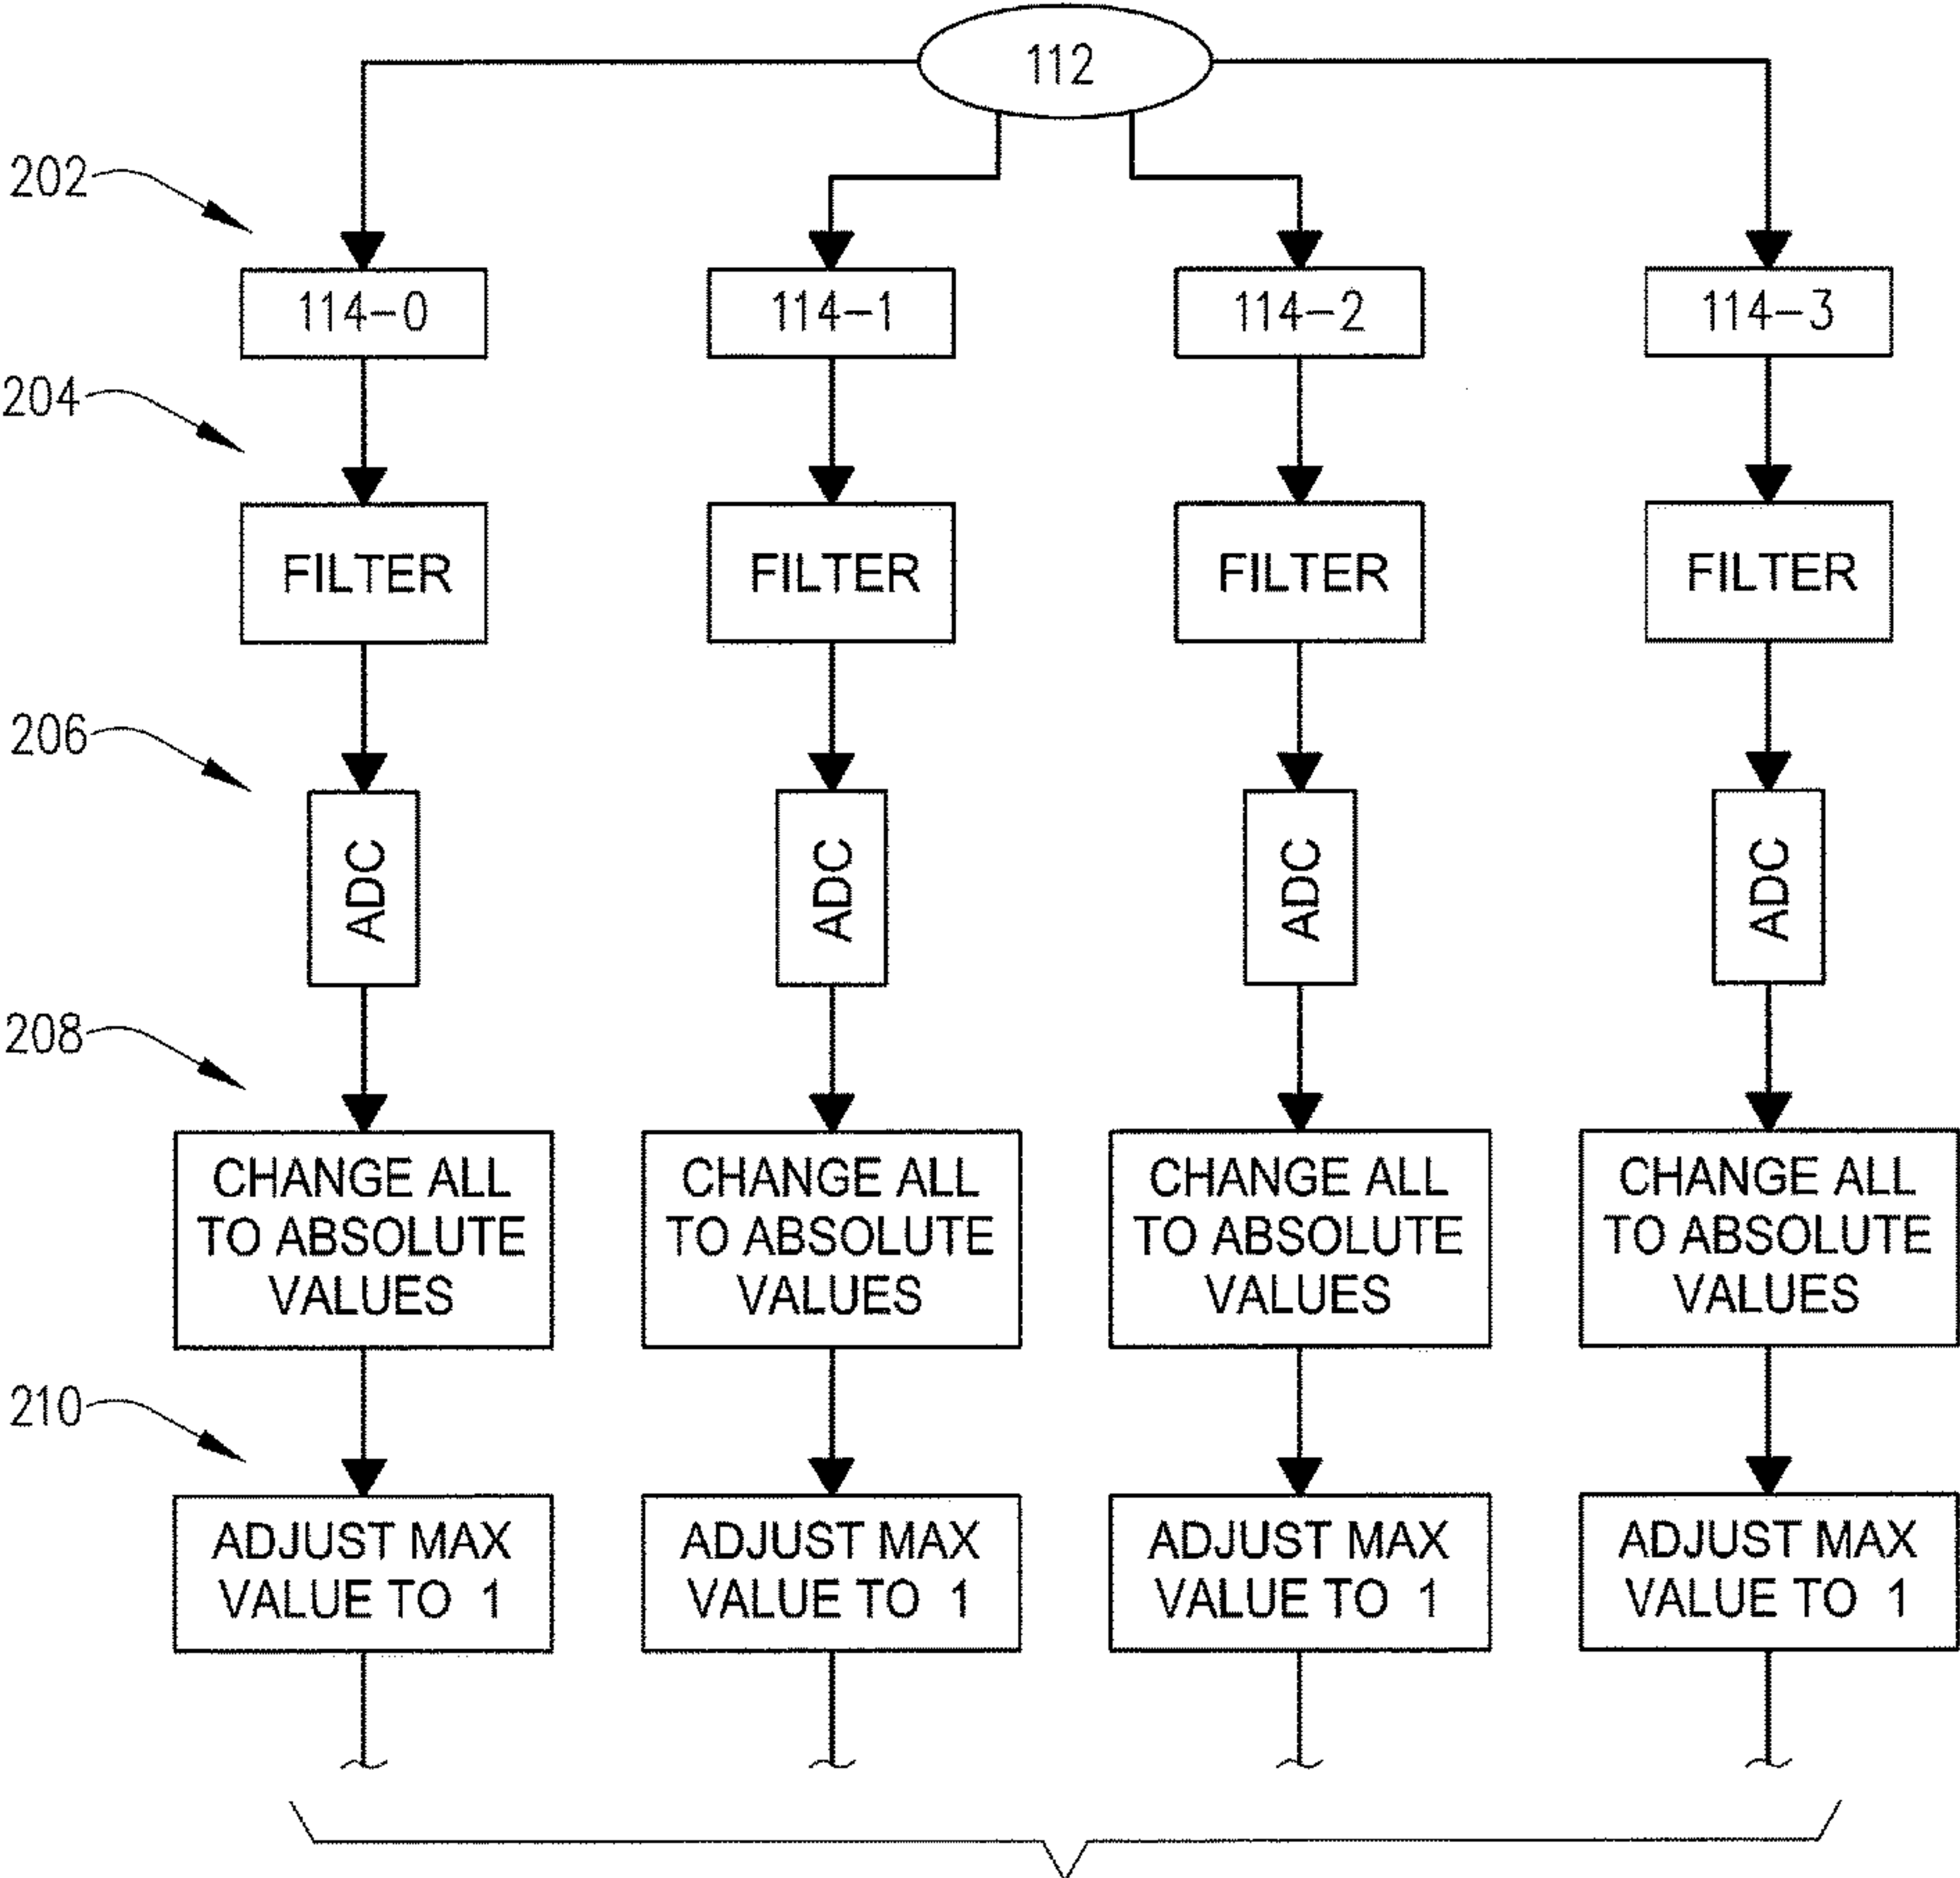 112
202
114-0
114-1
114-2
114-3
204
FILTER
FILTER
FILTER
FILTER
206
ADC
ADC
ADC
ADC
208
CHANGE ALL
TO ABSOLUTE
VALUES
CHANGE ALL
TO ABSOLUTE
VALUES
CHANGE ALL
TO ABSOLUTE
VALUES
CHANGE ALL
TO ABSOLUTE
VALUES
210
ADJUST MAX
VALUE TO 1
ADJUST MAX
VALUE TO 1
ADJUST MAX
VALUE TO 1
ADJUST MAX
VALUE TO 1